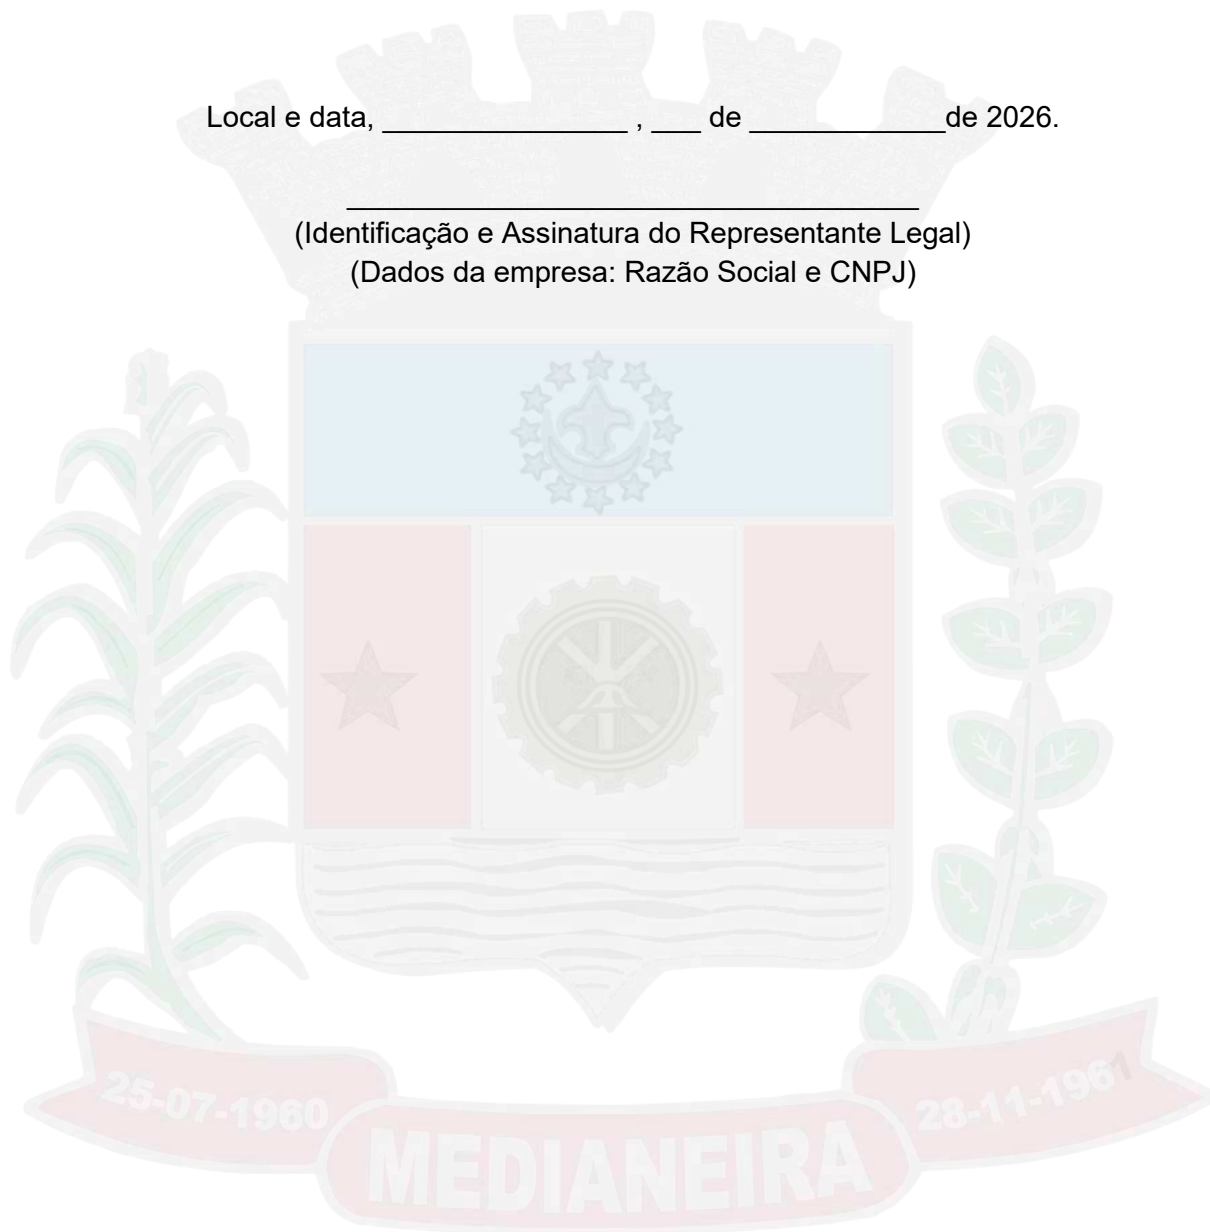 Local e data, _______________ , ___ de ____________de 2026.
___________________________________
(Identificação e Assinatura do Representante Legal)
(Dados da empresa: Razão Social e CNPJ)
25-07-1960
28-11-1961
MEDIANEIRA